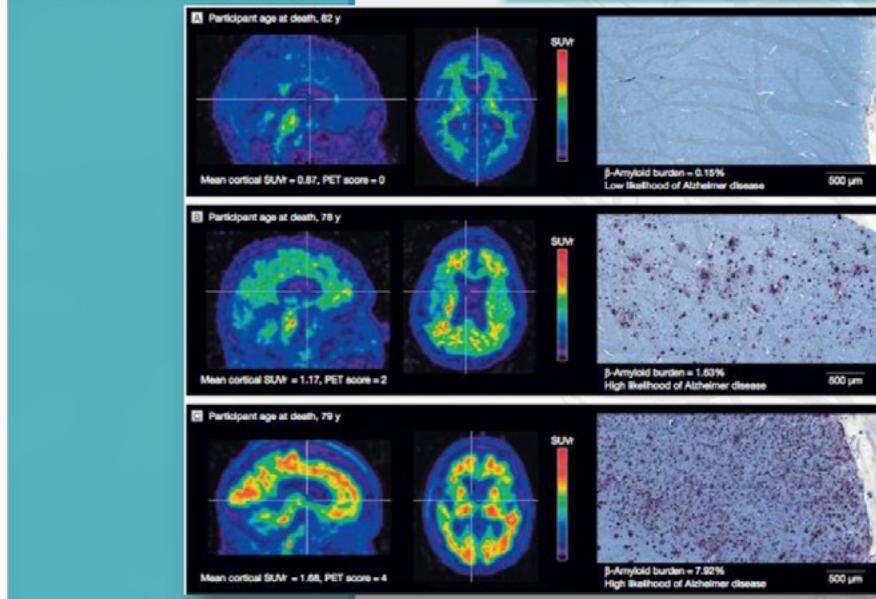 A Participant age at death, 82 y
SUVr
Mean cortical SUVr = 0.87, PET score = 0
β-Amyloid burden = 0.15%
Low likelihood of Alzheimer disease
500 µm
B Participant age at death, 78 y
SUVr
Mean cortical SUVr = 1.17, PET score = 2
β-Amyloid burden = 1.63%
High likelihood of Alzheimer disease
500 µm
C Participant age at death, 79 y
SUVr
Mean cortical SUVr = 1.68, PET score = 4
β-Amyloid burden = 7.92%
High likelihood of Alzheimer disease
500 µm